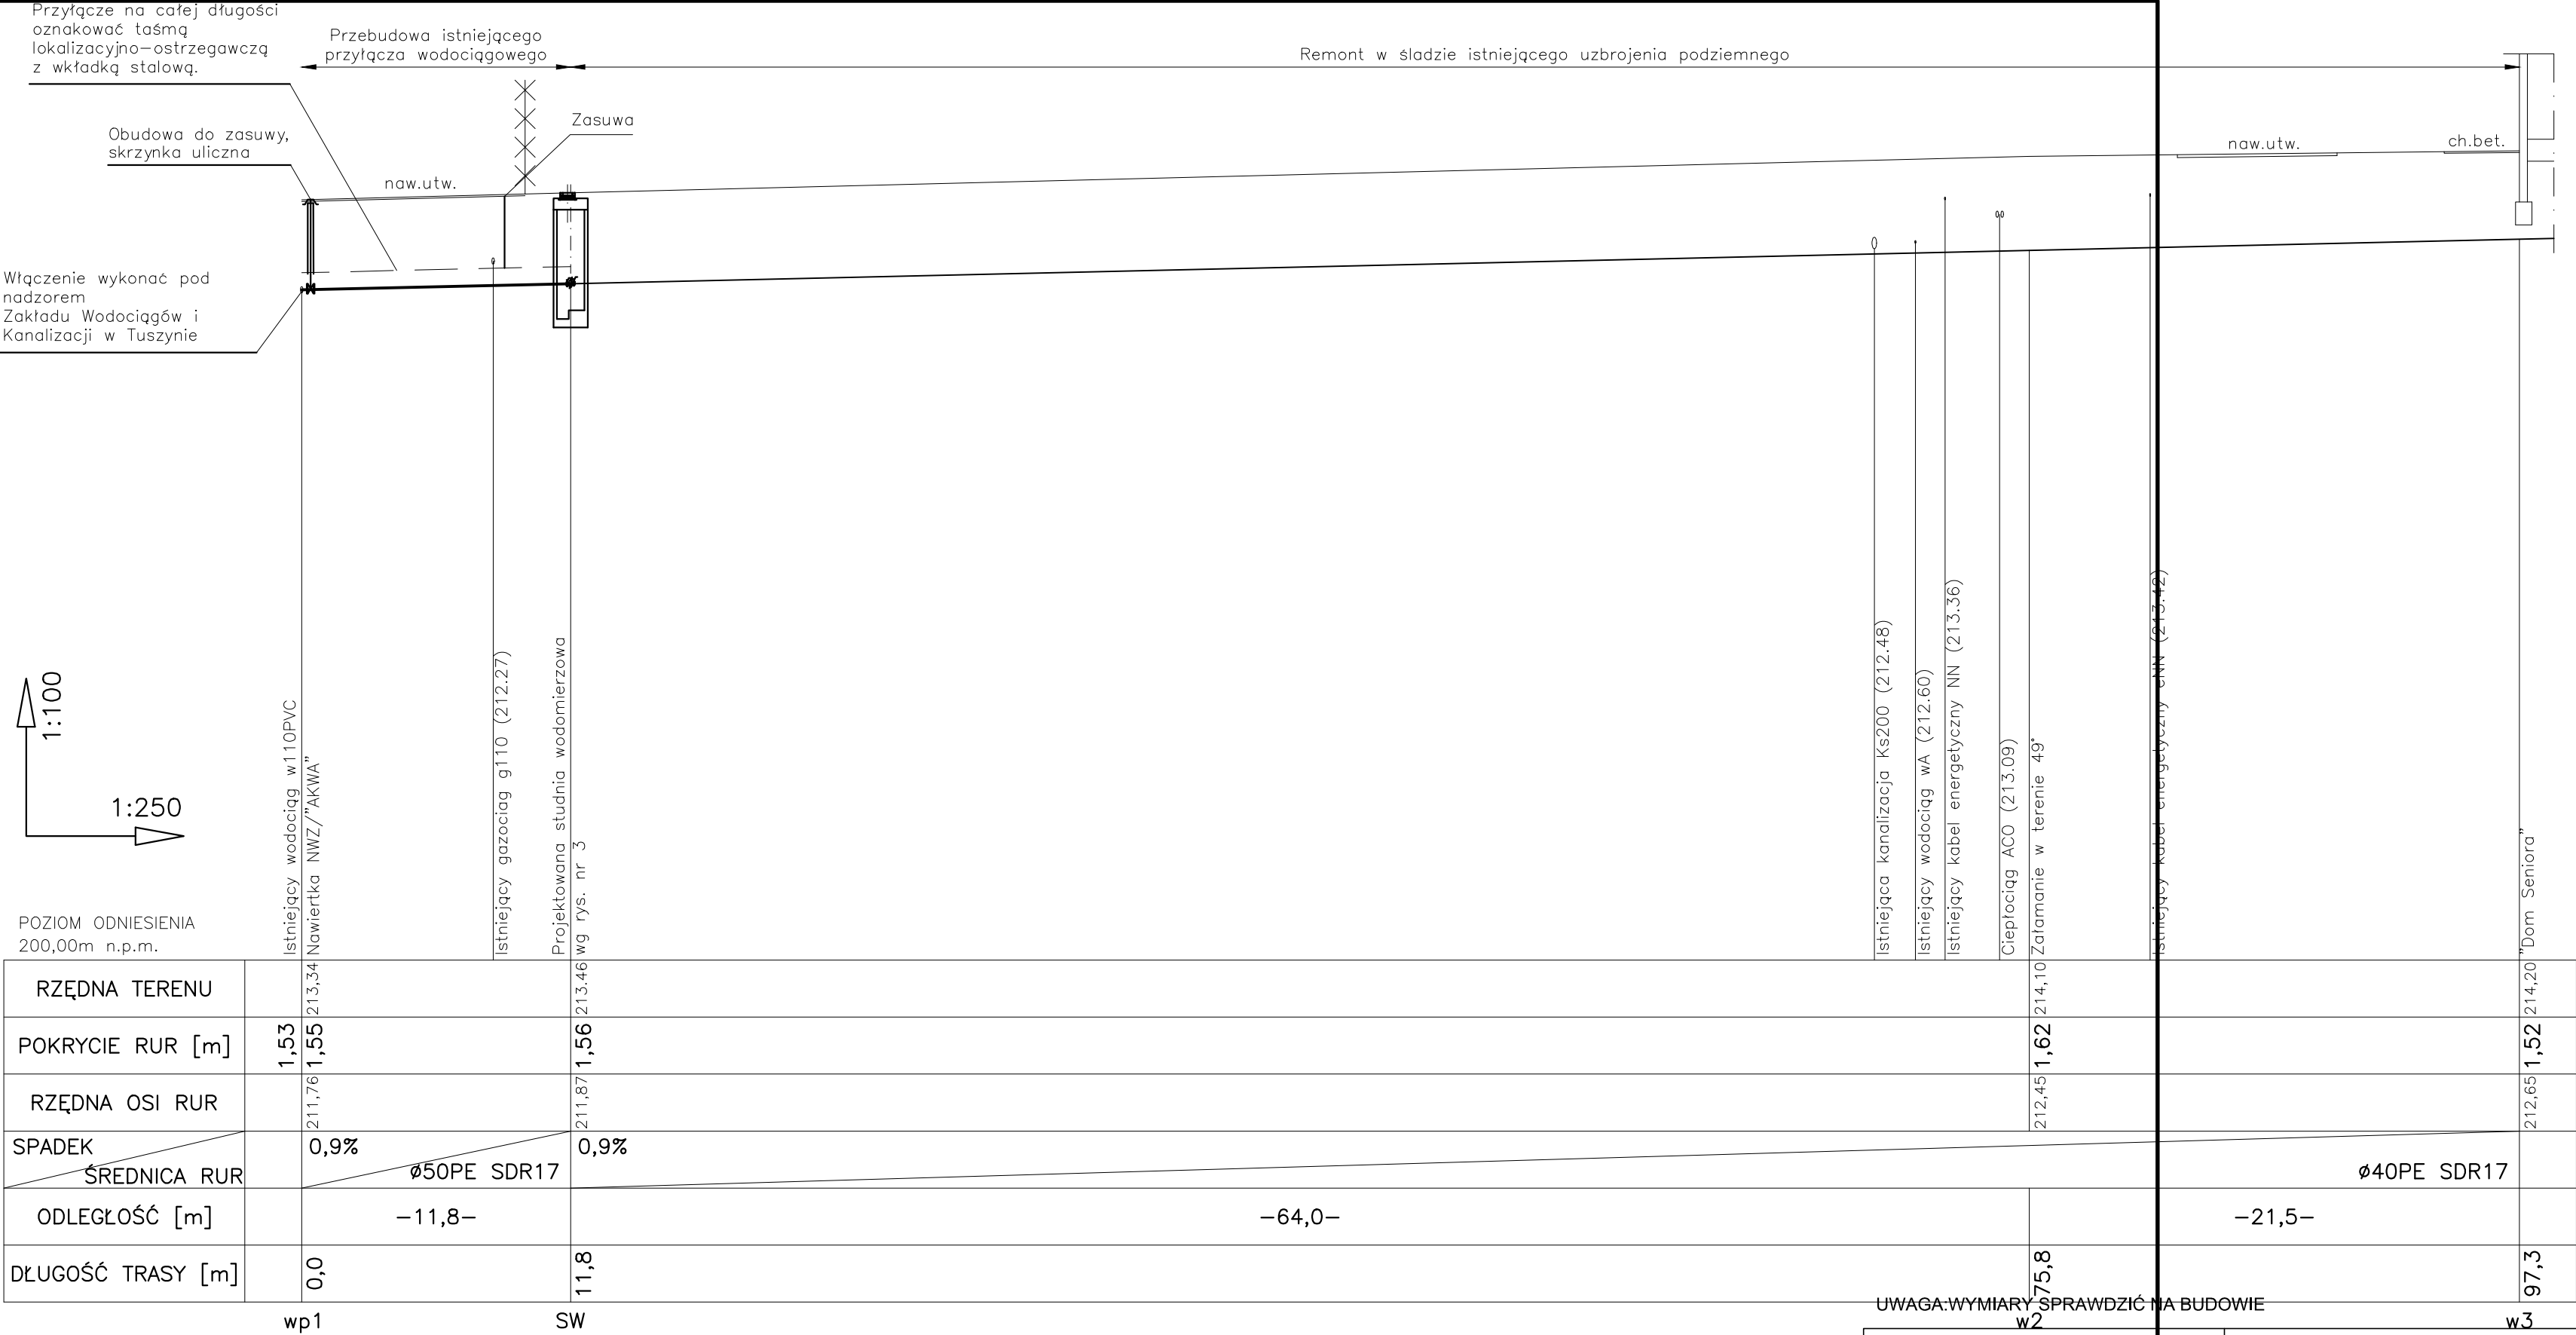 Przyłącze na całej długości
oznakować taśmą
lokalizacyjno-ostrzegawczą
z wkładką stalową.
Przebudowa istniejącego
przyłącza wodociągowego
Remont w śladzie istniejącego uzbrojenia podziemnego
Obudowa do zasuwy,
skrzynka uliczna
Zasuwa
naw.utw.
naw.utw.
ch.bet.
Włączenie wykonać pod
nadzorem
Zakładu Wodociągów i
Kanalizacji w Tuszynie
1:100
1:250
POZIOM ODNIESIENIA
200,00m n.p.m.
Istniejący wodociąg w110PVC
Nawiertka NWZ/"AKWA"
Istniejący gazociag g110 (212.27)
Projektowana studnia wodomierzowa
wg rys. nr 3
Istniejąca kanalizacja Ks200 (212.48)
Istniejący wodociąg wA (212.60)
Istniejący kabel energetyczny NN (213.36)
Ciepłociąg ACO (213.09)
Załamanie w terenie 49°
Istniejący kabel energetyczny eNN (213.42)
"Dom Seniora"
RZĘDNA TERENU
213,34
213.46
214,10
214,20
POKRYCIE RUR [m]
1,53
1,55
1,56
1,62
1,52
RZĘDNA OSI RUR
211,76
211,87
212,45
212,65
SPADEK
ŚREDNICA RUR
0,9%
ø50PE SDR17
0,9%
ø40PE SDR17
ODLEGŁOŚĆ [m]
-11,8-
-64,0-
-21,5-
DŁUGOŚĆ TRASY [m]
0,0
11,8
75,8
97,3
UWAGA:WYMIARY SPRAWDZIĆ NA BUDOWIE
wp1
SW
w2
w3